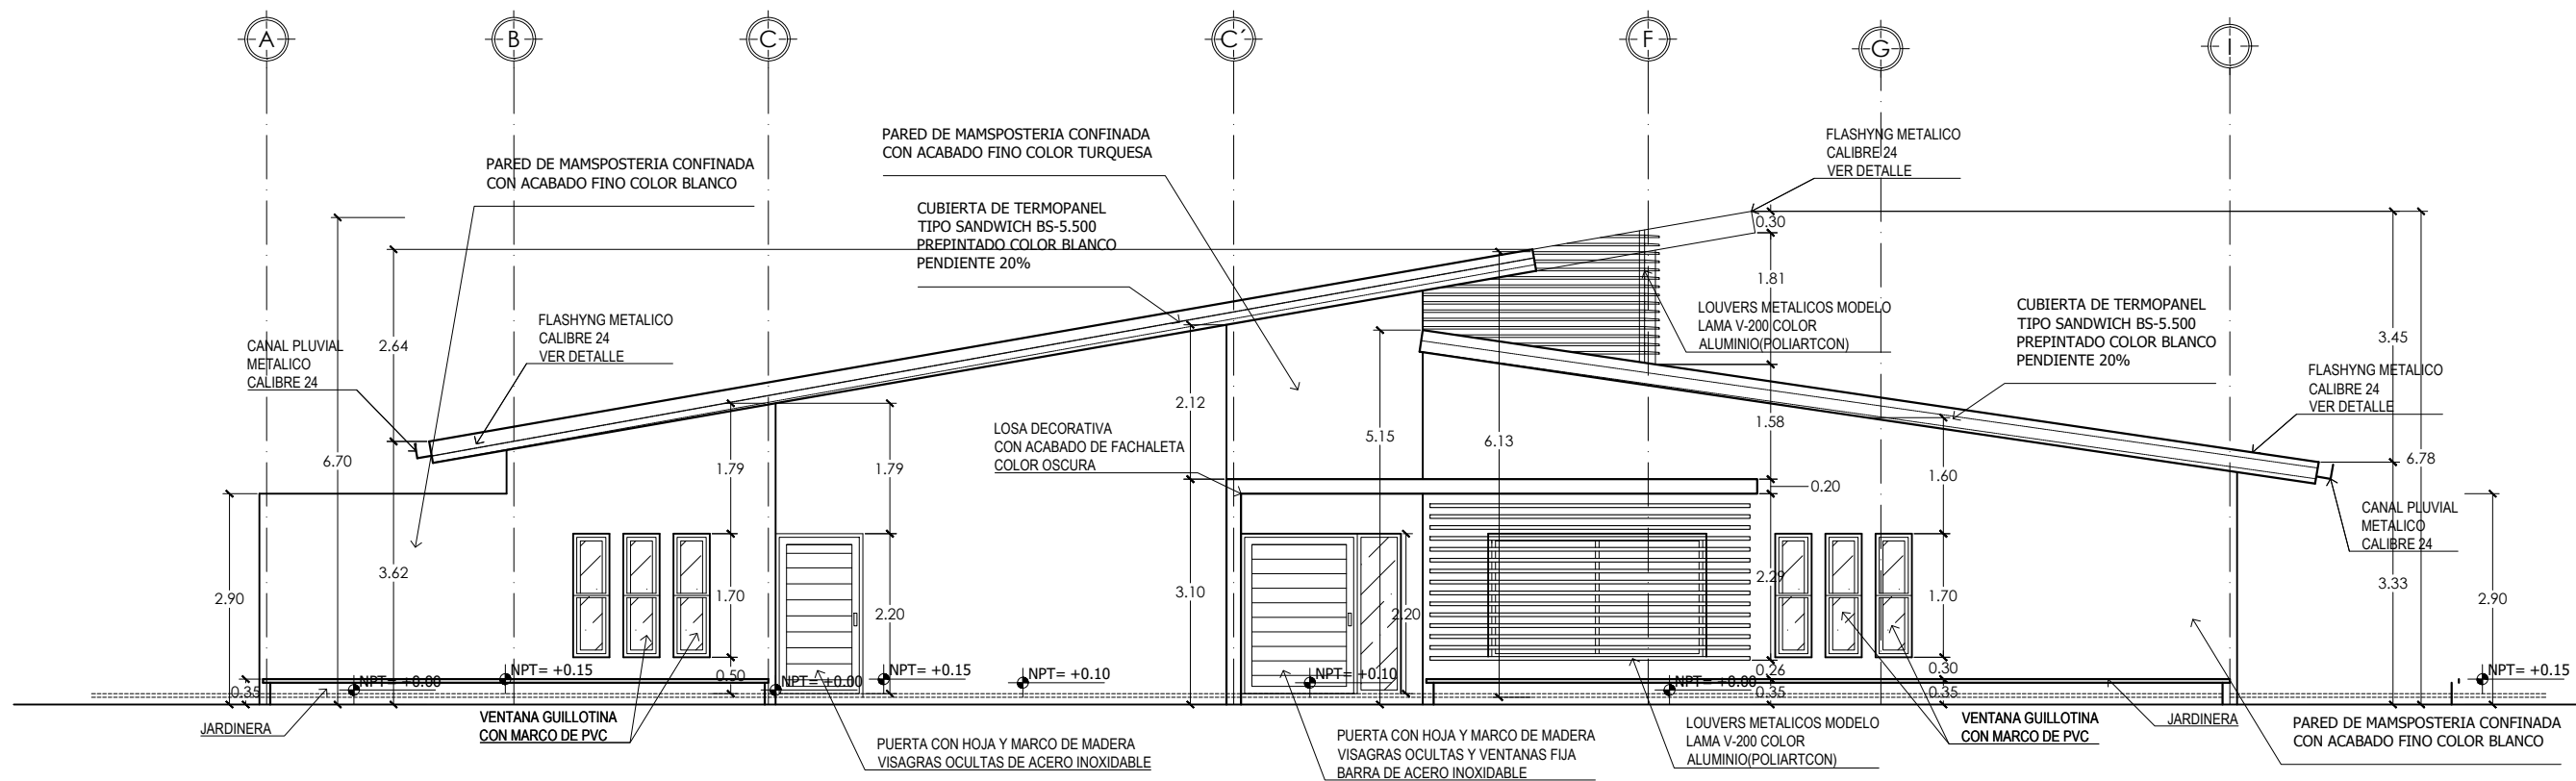 A
B
C
C´
F
G
I
PARED DE MAMSPOSTERIA CONFINADA
CON ACABADO FINO COLOR BLANCO
PARED DE MAMSPOSTERIA CONFINADA
CON ACABADO FINO COLOR TURQUESA
FLASHYNG METALICO
CALIBRE 24
VER DETALLE
CUBIERTA DE TERMOPANEL
TIPO SANDWICH BS-5.500
PREPINTADO COLOR BLANCO
PENDIENTE 20%
0.30
1.81
CANAL PLUVIAL
METALICO
CALIBRE 24
2.64
FLASHYNG METALICO
CALIBRE 24
VER DETALLE
LOUVERS METALICOS MODELO
LAMA V-200 COLOR
ALUMINIO(POLIARTCON)
CUBIERTA DE TERMOPANEL
TIPO SANDWICH BS-5.500
PREPINTADO COLOR BLANCO
PENDIENTE 20%
3.45
FLASHYNG METALICO
CALIBRE 24
VER DETALLE
6.70
1.79
1.79
2.12
LOSA DECORATIVA
CON ACABADO DE FACHALETA
COLOR OSCURA
5.15
6.13
1.58
0.20
1.60
6.78
CANAL PLUVIAL
METALICO
CALIBRE 24
2.90
3.62
1.70
2.20
3.10
2.20
2.29
1.70
3.33
2.90
0.35
NPT= +0.00
NPT= +0.15
0.50
NPT= +0.00
NPT= +0.15
NPT= +0.10
NPT= +0.10
NPT= +0.00
0.26
0.35
0.30
0.35
NPT= +0.15
JARDINERA
VENTANA GUILLOTINA
CON MARCO DE PVC
PUERTA CON HOJA Y MARCO DE MADERA
VISAGRAS OCULTAS DE ACERO INOXIDABLE
PUERTA CON HOJA Y MARCO DE MADERA
VISAGRAS OCULTAS Y VENTANAS FIJA
BARRA DE ACERO INOXIDABLE
LOUVERS METALICOS MODELO
LAMA V-200 COLOR
ALUMINIO(POLIARTCON)
VENTANA GUILLOTINA
CON MARCO DE PVC
JARDINERA
PARED DE MAMSPOSTERIA CONFINADA
CON ACABADO FINO COLOR BLANCO